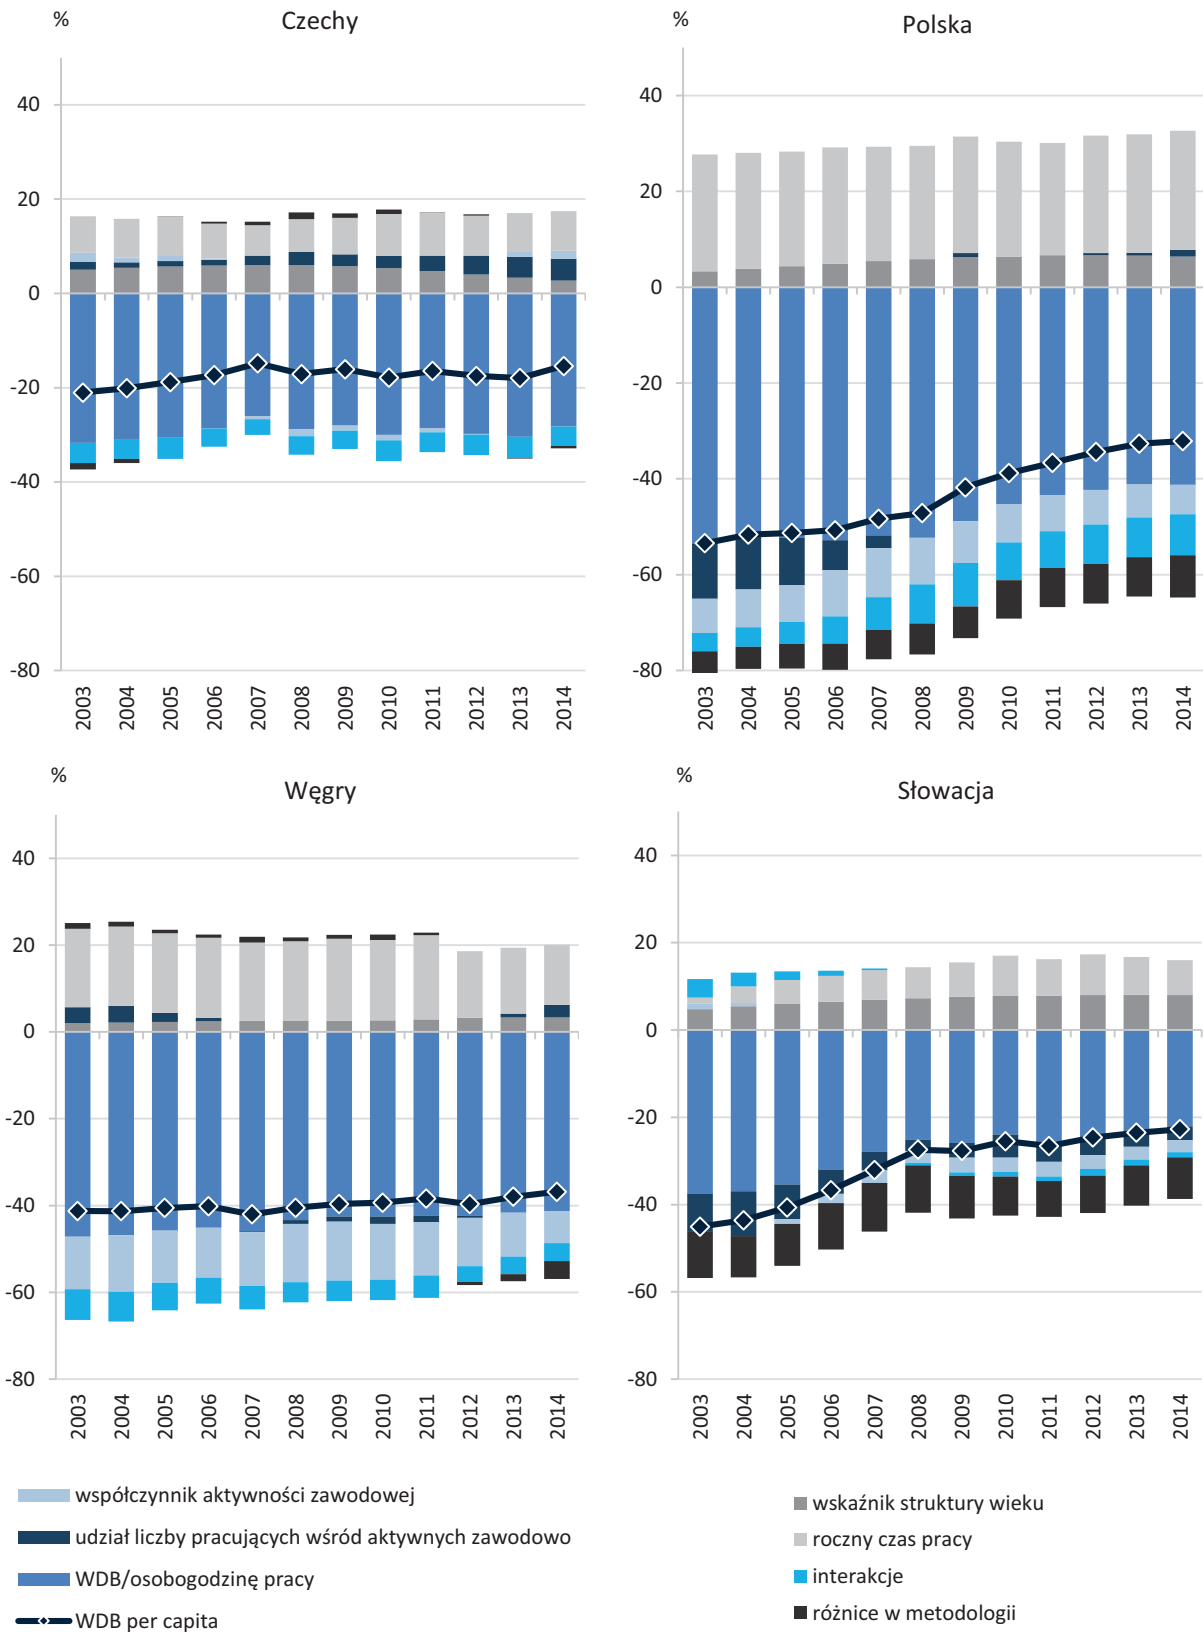 %
Czechy
40
20
0
-20
-40
-60
-80
2003 2004 2005 2006 2007 2008 2009 2010 2011 2012 2013 2014
%
Polska
40
20
0
-20
-40
-60
-80
2003 2004 2005 2006 2007 2008 2009 2010 2011 2012 2013 2014
%
Węgry
40
20
0
-20
-40
-60
-80
2003 2004 2005 2006 2007 2008 2009 2010 2011 2012 2013 2014
%
Słowacja
40
20
0
-20
-40
-60
-80
2003 2004 2005 2006 2007 2008 2009 2010 2011 2012 2013 2014
współczynnik aktywności zawodowej
udział liczby pracujących wśród aktywnych zawodowo
WDB/osobogodzinę pracy
WDB per capita
wskaźnik struktury wieku
roczny czas pracy
interakcje
różnice w metodologii